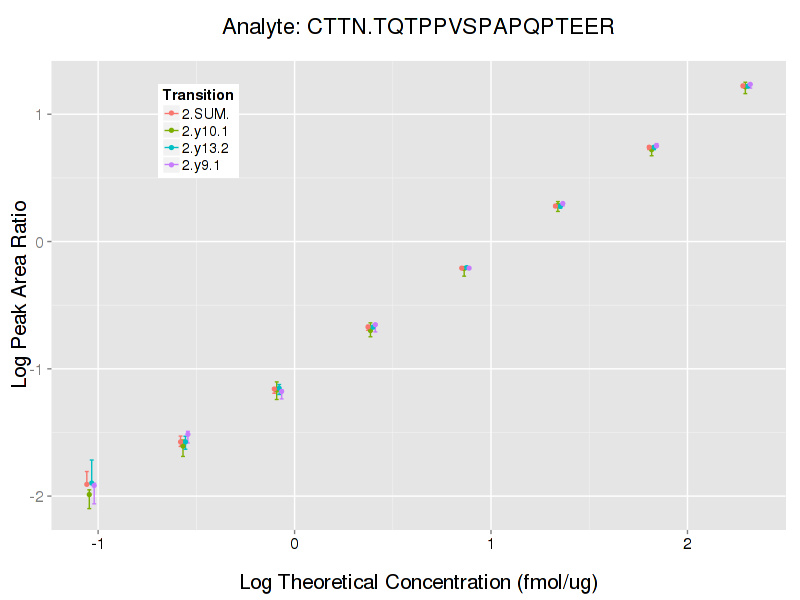 Analyte: CTTN.TQTPPVSPAPQPTEER
Transition
2.SUM.
2.y10.1
2.y13.2
2.y9.1
Log Peak Area Ratio
1
0
-1
-2
-1
0
1
2
Log Theoretical Concentration (fmol/ug)